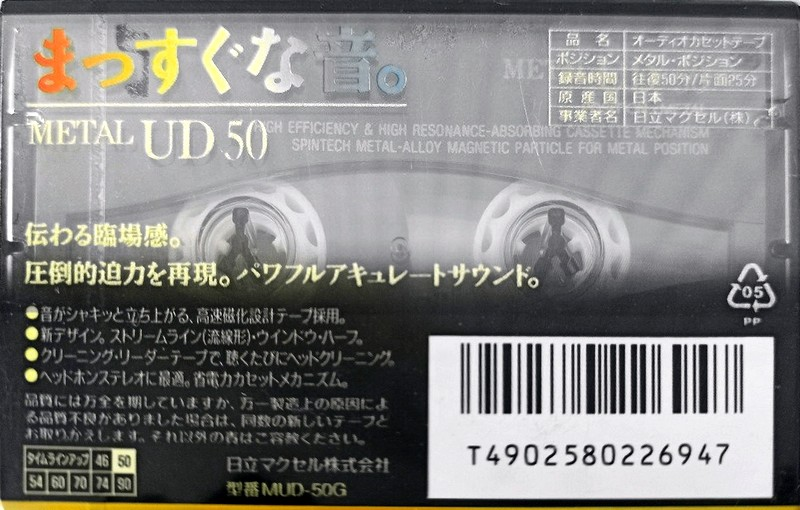 まっすぐな音。
品名 オーディオカセットテープ
ポジション メタル・ポジション
録音時間 往復50分/片面25分
原産国 日本
事業者名 日立マクセル(株)
METAL UD 50
HIGH EFFICIENCY & HIGH RESONANCE-ABSORBING CASSETTE MECHANISM
SPINTECH METAL-ALLOY MAGNETIC PARTICLE FOR METAL POSITION
伝わる臨場感。
圧倒的迫力を再現。パワフルアキュレートサウンド。
●音がシャキッと立ち上がる、高速磁化設計テープ採用。
●新デザイン。ストリームライン(流線形)・ウインドウ・ハーフ。
●クリーニング・リーダーテープで、聴くたびにヘッドクリーニング。
●ヘッドホンステレオに最適。省電力カセットメカニズム。
品質には万全を期していますが、万一製造上の原因によ
る品質不良がありました場合は、同数の新しいテープと
お取りかえします。それ以外の責はご容赦ください。
タイムラインアップ 46 50
54 60 70 74 90
日立マクセル株式会社
型番MUD-50G
05
PP
T4902580226947